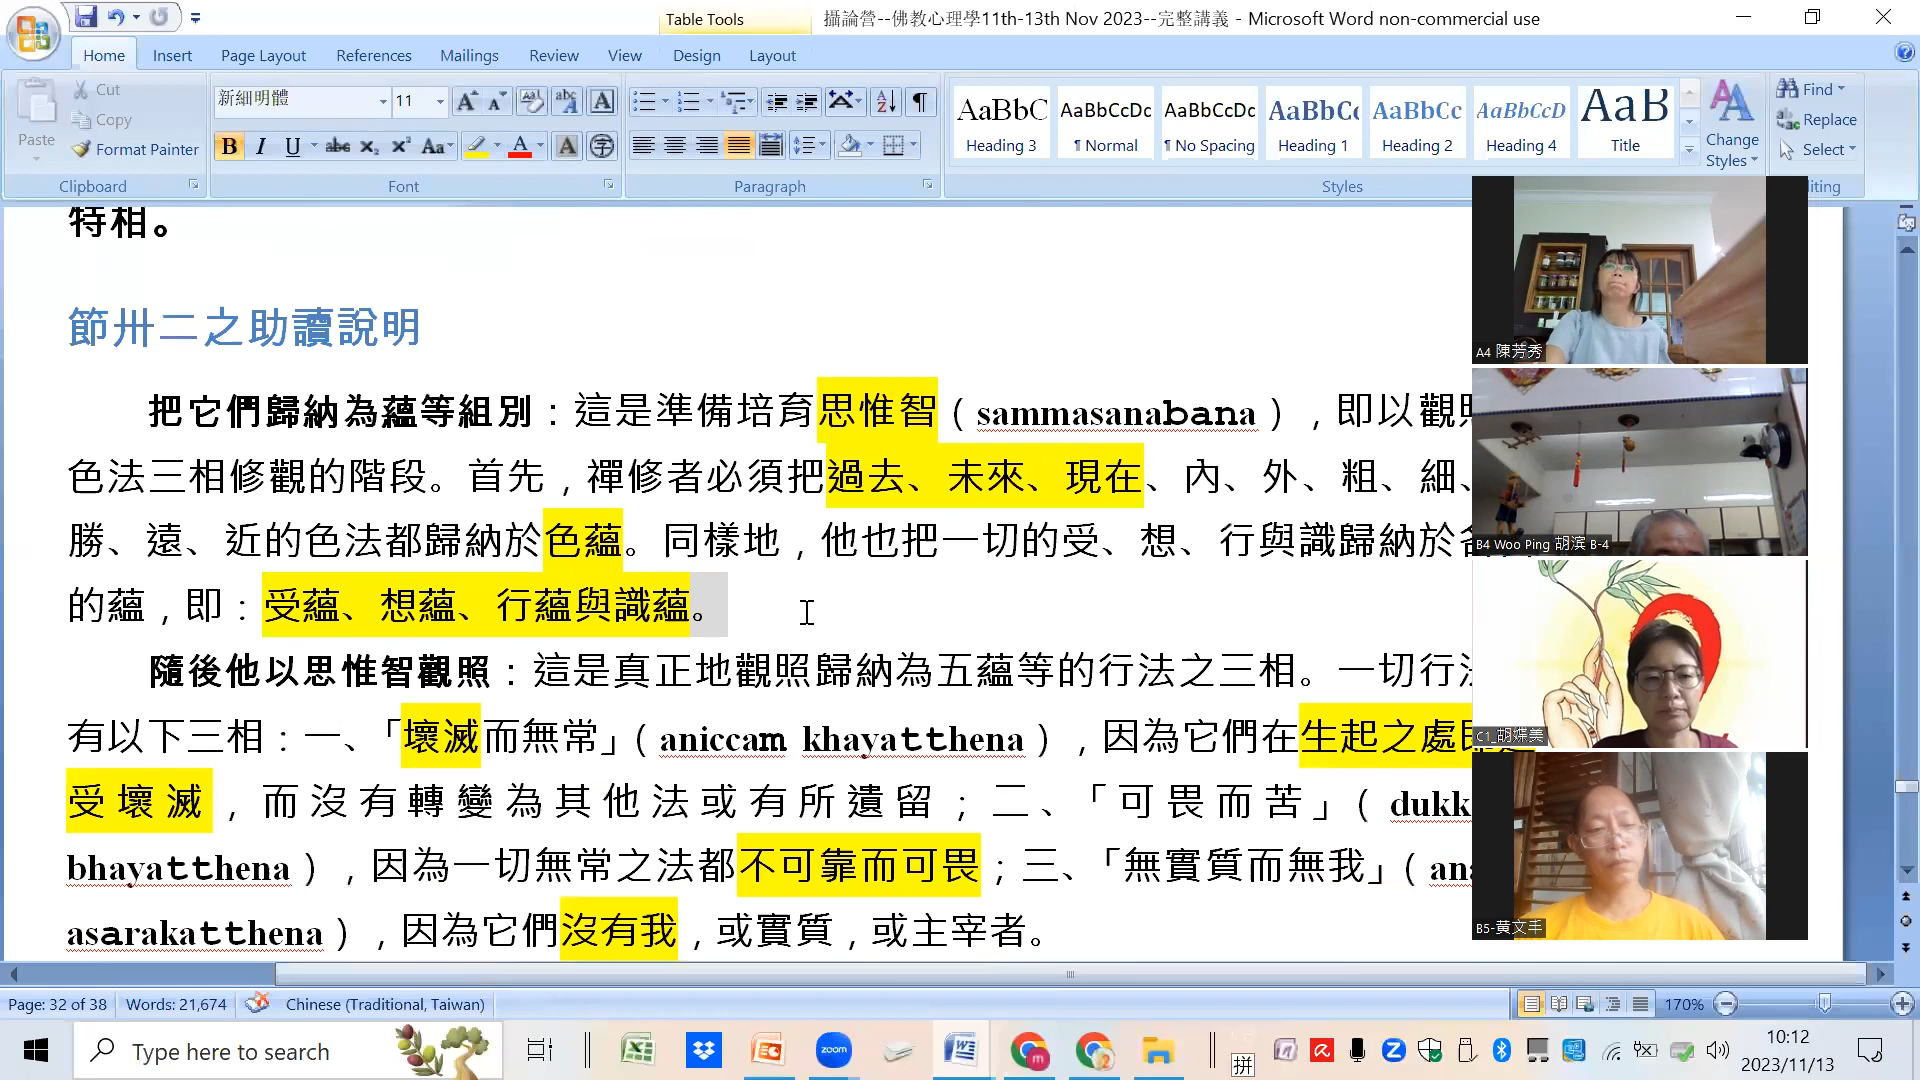 Table Tools
攝論營--佛教心理學11th-13th Nov 2023--完整講義 - Microsoft Word non-commercial use
Home Insert Page Layout References Mailings Review View Design Layout
Paste
Cut
Copy
Format Painter
Clipboard
新細明體 11
Font
Paragraph
AaBbC Heading 3
AaBbCcDc ¶ Normal
AaBbCcDc ¶ No Spacing
AaBbC Heading 1
AaBbCc Heading 2
AaBbCcD Heading 4
AaB Title
Change Styles
Styles
Find
Replace
Select
特相。
節卅二之助讀說明
把它們歸納為蘊等組別：這是準備培育思惟智（sammasanabana），即以觀
色法三相修觀的階段。首先，禪修者必須把過去、未來、現在、內、外、粗、細、
勝、遠、近的色法都歸納於色蘊。同樣地，他也把一切的受、想、行與識歸納於
的蘊，即：受蘊、想蘊、行蘊與識蘊。
隨後他以思惟智觀照：這是真正地觀照歸納為五蘊等的行法之三相。一切行
有以下三相：一、「壞滅而無常」（aniccam khayatthena），因為它們在生起之處
受壞滅，而沒有轉變為其他法或有所遺留；二、「可畏而苦」（dukk
bhayatthena），因為一切無常之法都不可靠而可畏；三、「無實質而無我」（
asarakatthena），因為它們沒有我，或實質，或主宰者。
A4 陳芳秀
B4 Woo Ping 胡滨 B-4
C1_胡媟美
B5-黄文手
Page: 32 of 38 Words: 21,674 Chinese (Traditional, Taiwan) 170%
Type here to search
拼
10:12
2023/11/13